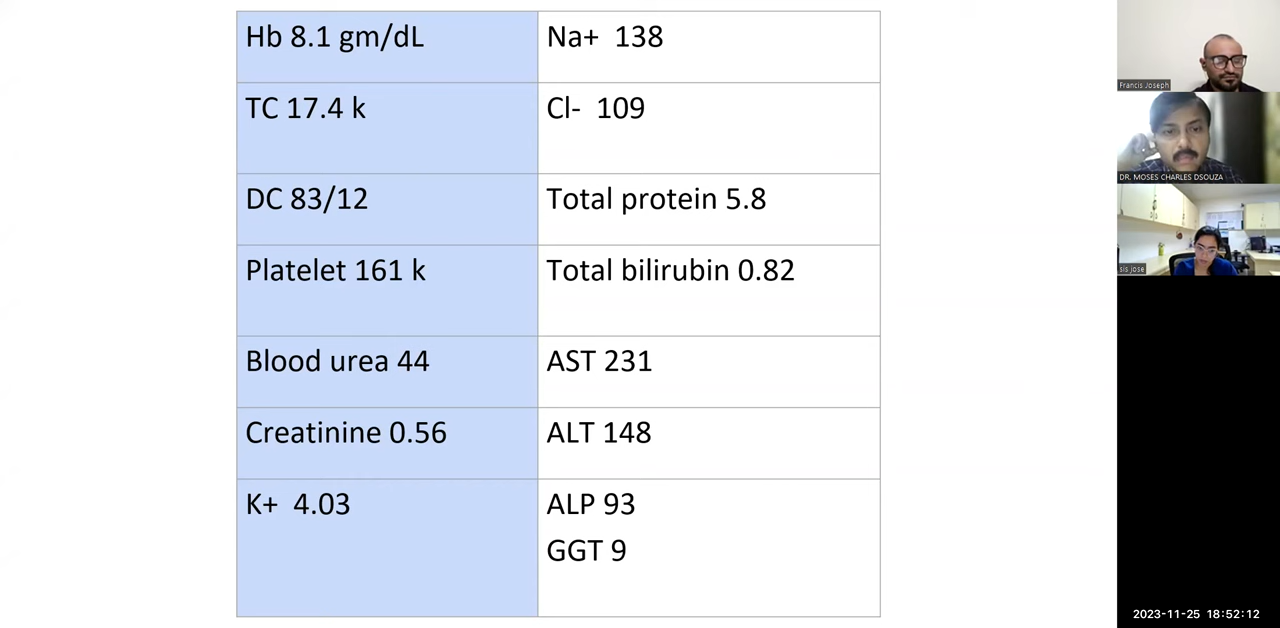 Hb 8.1 gm/dL
Na+ 138
TC 17.4 k
Cl- 109
DC 83/12
Total protein 5.8
Platelet 161 k
Total bilirubin 0.82
Blood urea 44
AST 231
Creatinine 0.56
ALT 148
K+ 4.03
ALP 93
GGT 9
Francis Joseph
DR. MOSES CHARLES DSOUZA
sis jose
2023-11-25 18:52:12